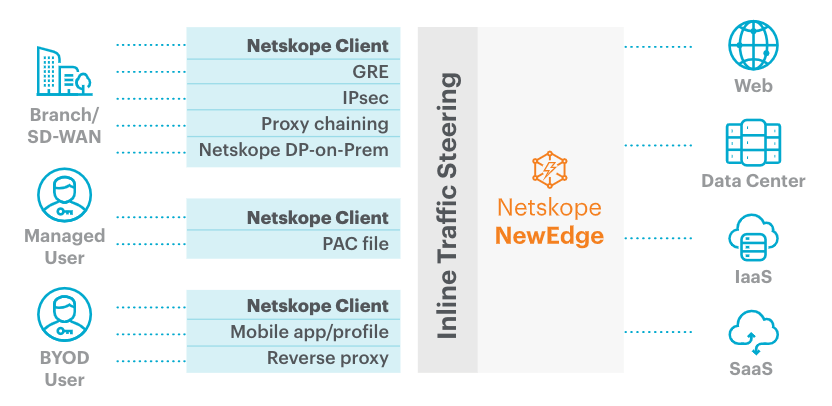 Branch/
SD-WAN
Netskope Client
GRE
IPsec
Proxy chaining
Netskope DP-on-Prem
Managed
User
Netskope Client
PAC file
BYOD
User
Netskope Client
Mobile app/profile
Reverse proxy
Inline Traffic Steering
Netskope
NewEdge
Web
Data Center
IaaS
SaaS